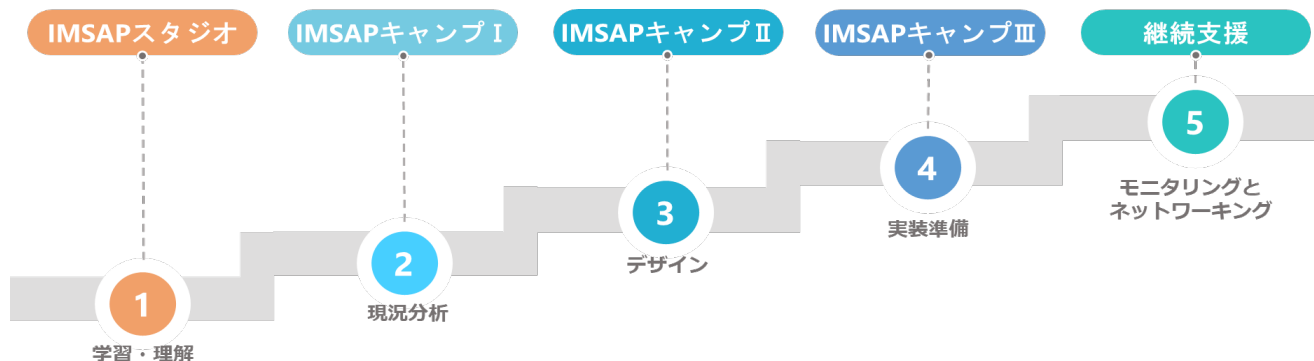 IMSAPスタジオ
IMSAPキャンプⅠ
IMSAPキャンプⅡ
IMSAPキャンプⅢ
継続支援
1
学習・理解
2
現況分析
3
デザイン
4
実装準備
5
モニタリングと
ネットワーキング